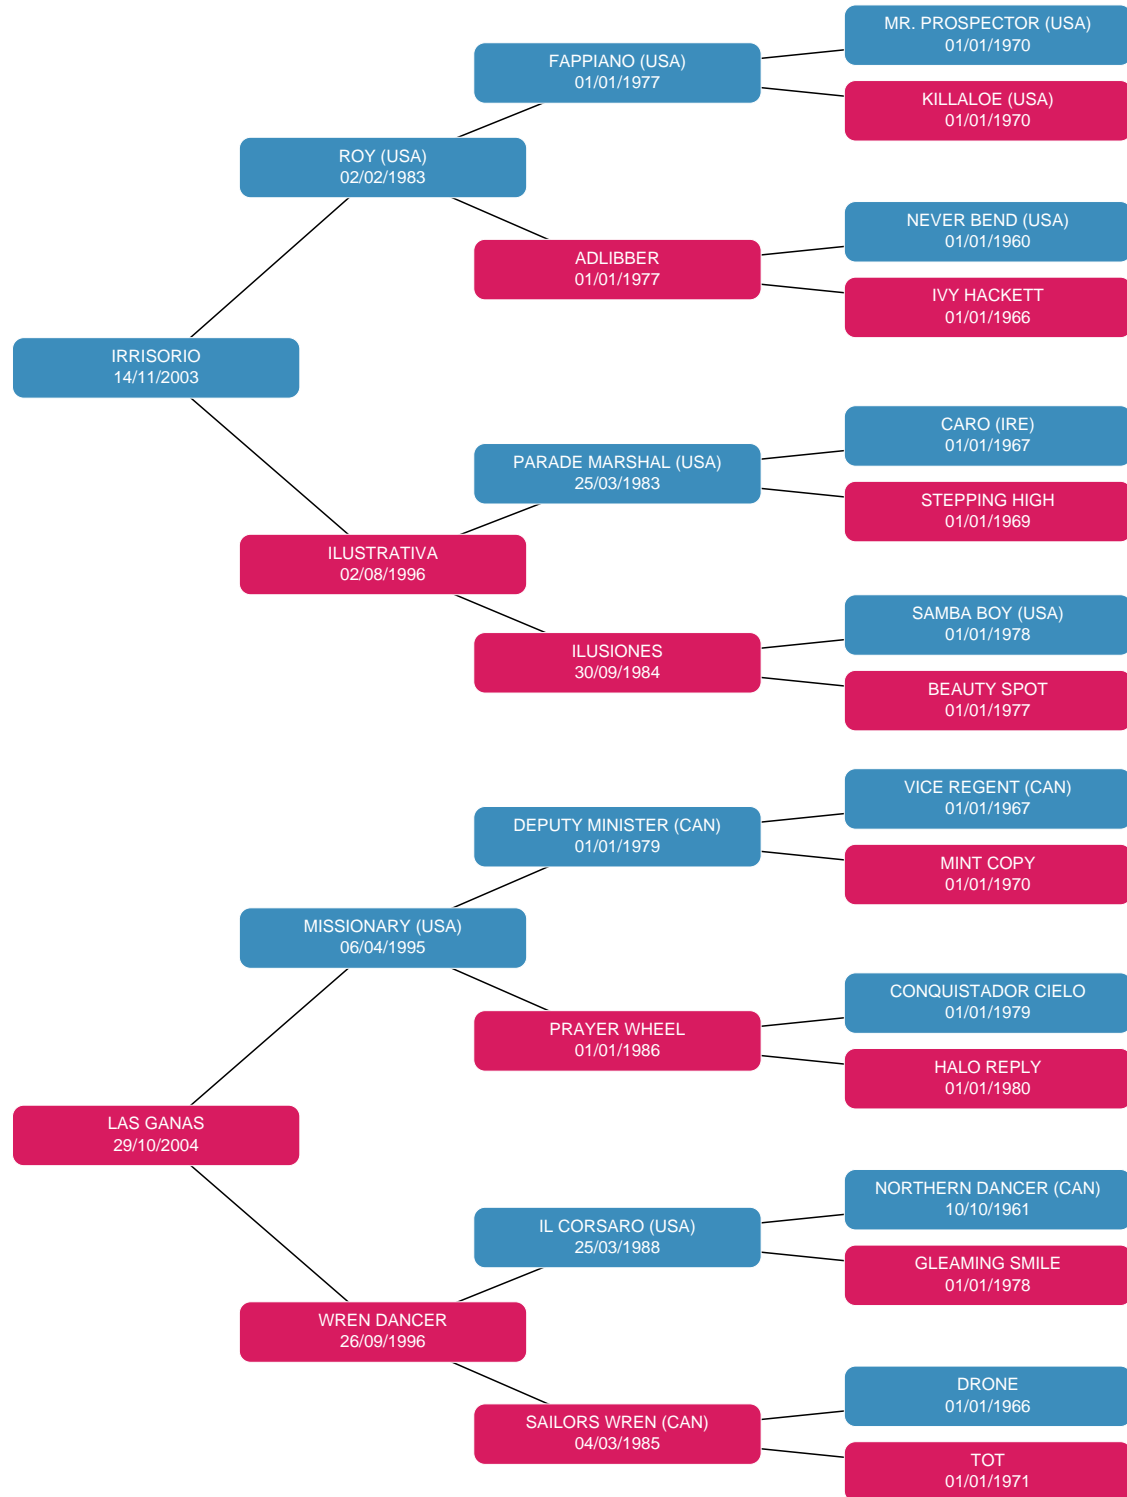 MR. PROSPECTOR (USA)
01/01/1970
FAPPIANO (USA)
01/01/1977
KILLALOE (USA)
01/01/1970
ROY (USA)
02/02/1983
NEVER BEND (USA)
01/01/1960
ADLIBBER
01/01/1977
IVY HACKETT
01/01/1966
IRRISORIO
14/11/2003
CARO (IRE)
01/01/1967
PARADE MARSHAL (USA)
25/03/1983
STEPPING HIGH
01/01/1969
ILUSTRATIVA
02/08/1996
SAMBA BOY (USA)
01/01/1978
ILUSIONES
30/09/1984
BEAUTY SPOT
01/01/1977
VICE REGENT (CAN)
01/01/1967
DEPUTY MINISTER (CAN)
01/01/1979
MINT COPY
01/01/1970
MISSIONARY (USA)
06/04/1995
CONQUISTADOR CIELO
01/01/1979
PRAYER WHEEL
01/01/1986
HALO REPLY
01/01/1980
LAS GANAS
29/10/2004
NORTHERN DANCER (CAN)
10/10/1961
IL CORSARO (USA)
25/03/1988
GLEAMING SMILE
01/01/1978
WREN DANCER
26/09/1996
DRONE
01/01/1966
SAILORS WREN (CAN)
04/03/1985
TOT
01/01/1971